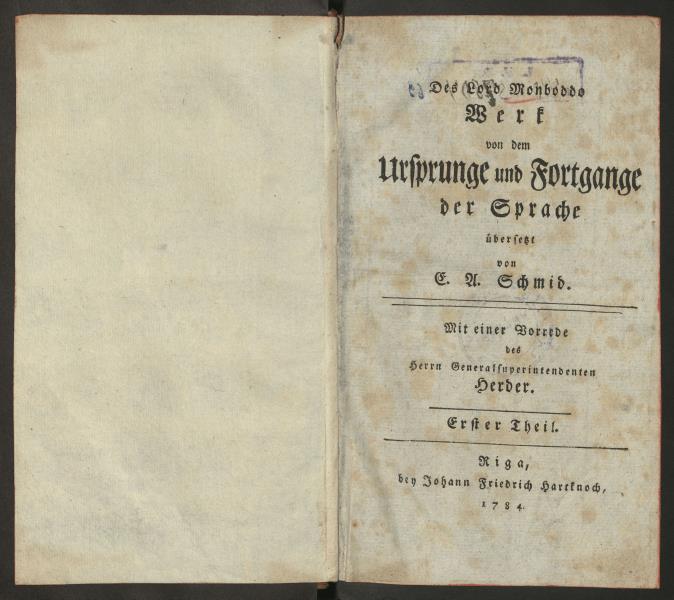 Des Lord Monboddo
Werk
von dem
Ursprunge und Fortgange
der Sprache
übersetzt
von
E. A. Schmid.
Mit einer Vorrede
des
Herrn Generalsuperintendenten
Herder.
Erster Theil.
Riga,
bey Johann Friedrich Hartknoch,
1784.